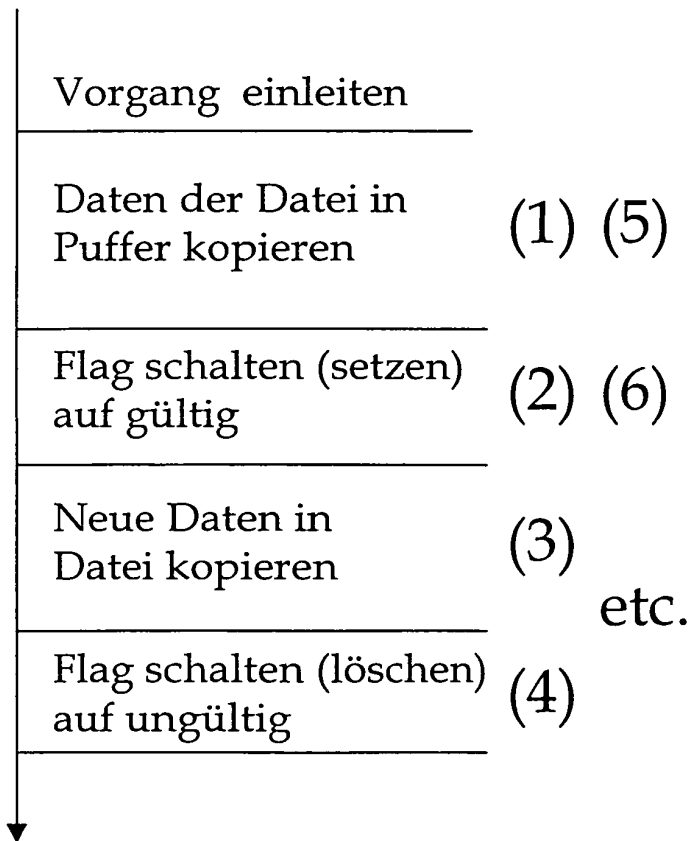 Vorgang einleiten
Daten der Datei in
Puffer kopieren
(1) (5)
Flag schalten (setzen)
auf gültig
(2) (6)
Neue Daten in
Datei kopieren
(3)
etc.
Flag schalten (löschen)
auf ungültig
(4)